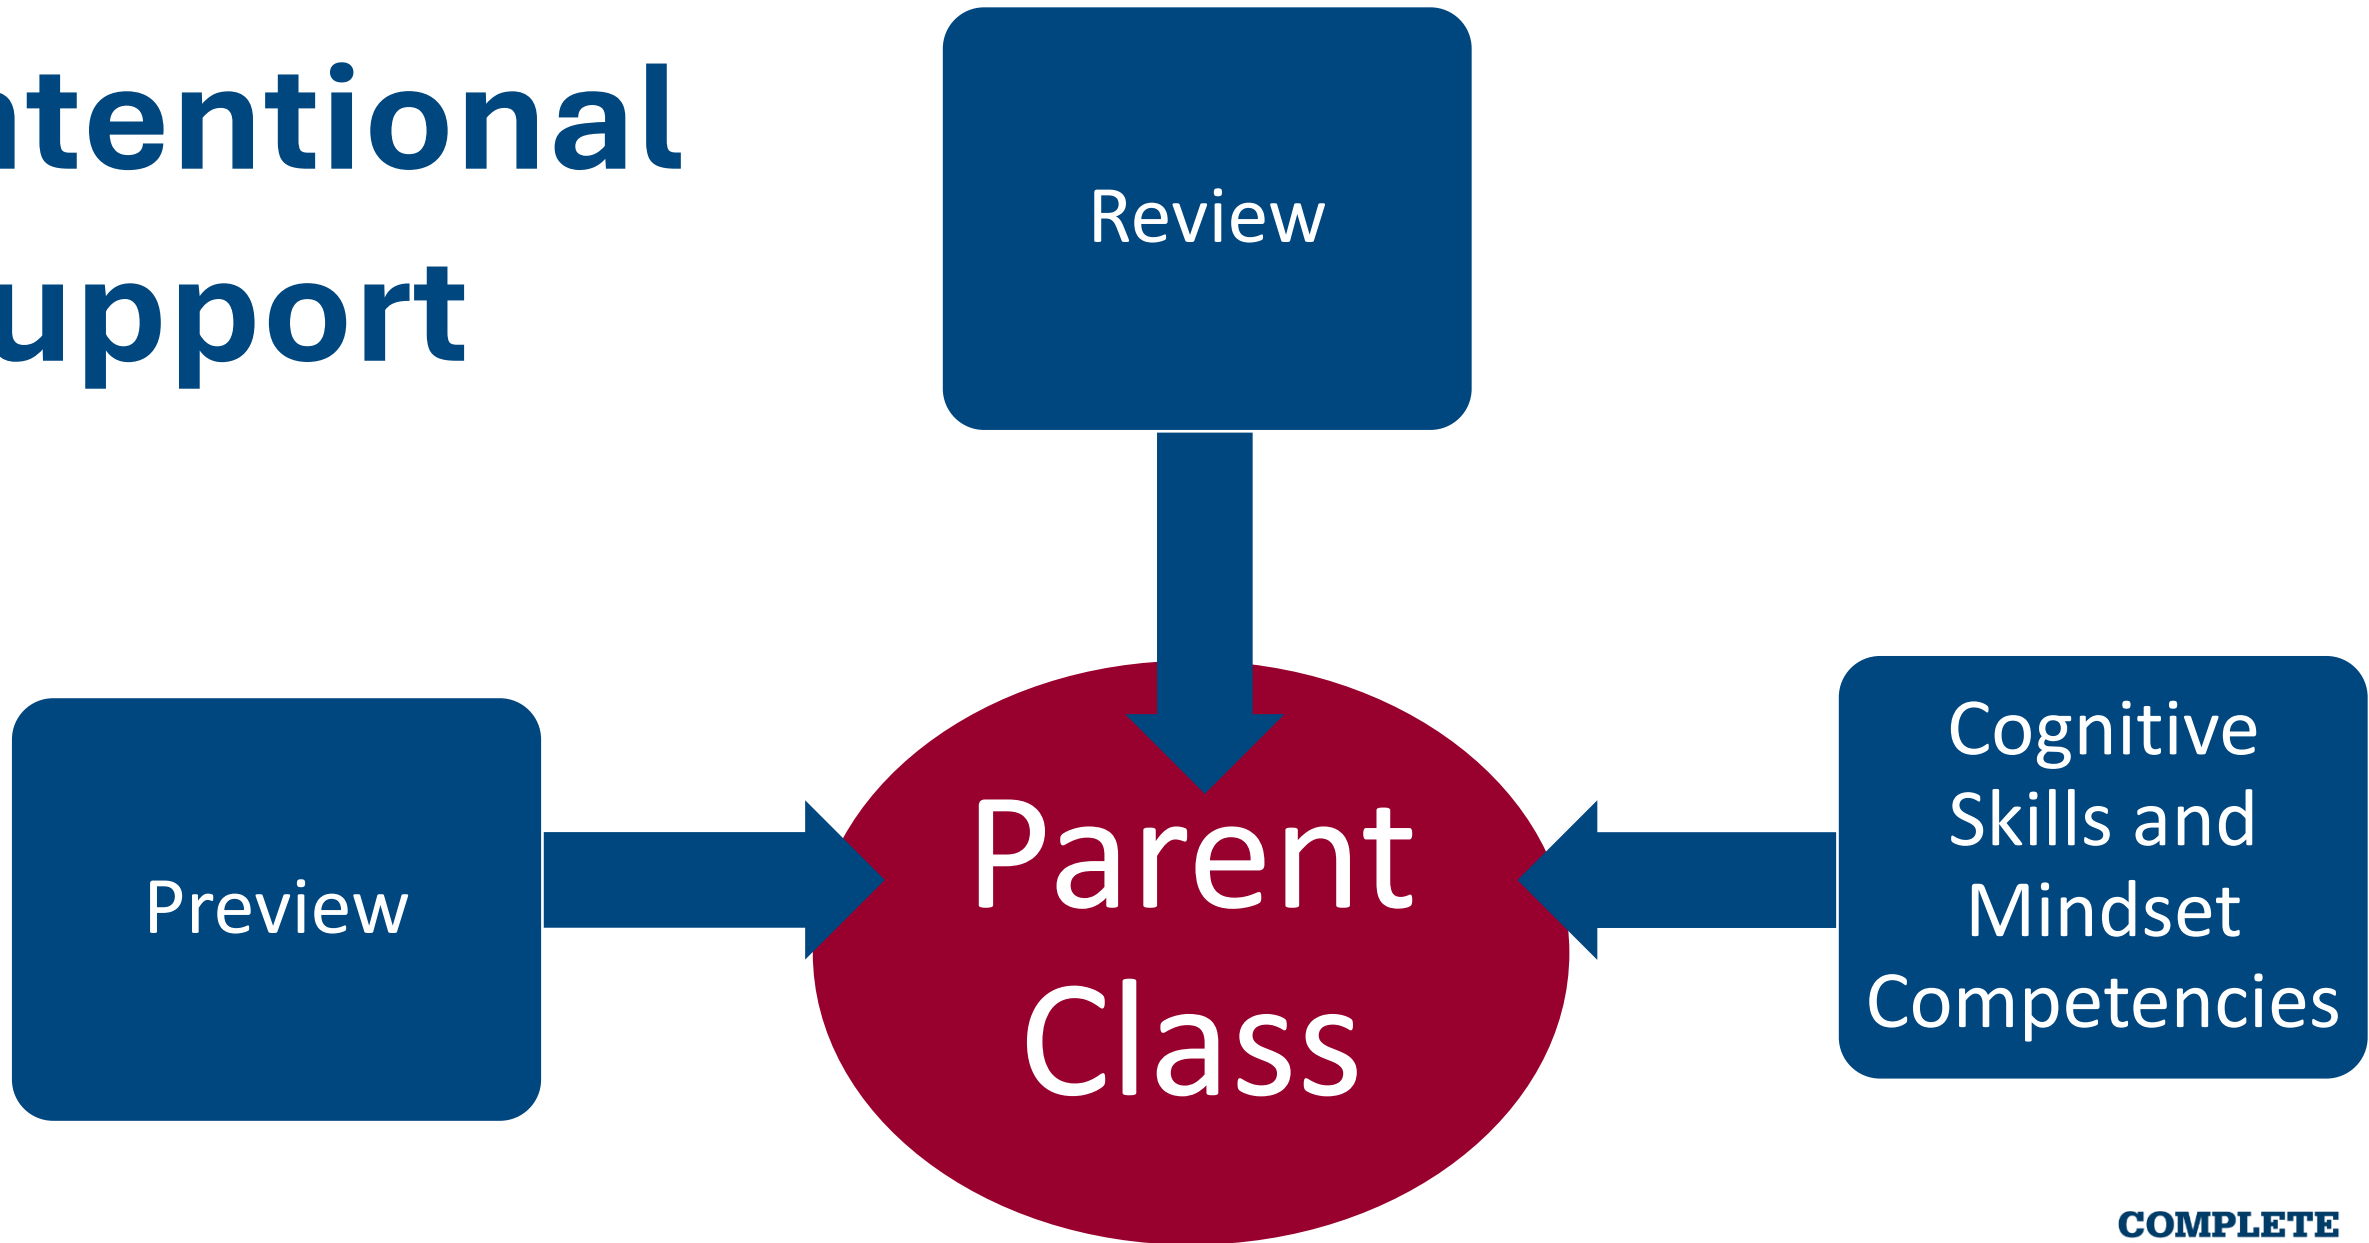 ntentional
upport
Review
Preview
Parent
Class
Cognitive
Skills and
Mindset
Competencies
COMPLETE